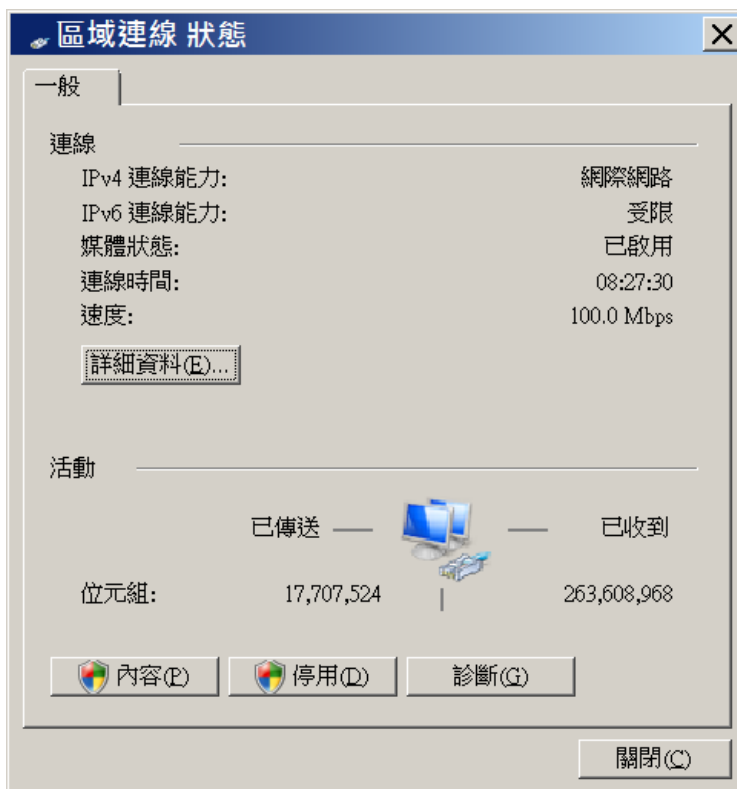 區域連線 狀態
一般
連線
IPv4 連線能力: 網際網路
IPv6 連線能力: 受限
媒體狀態: 已啟用
連線時間: 08:27:30
速度: 100.0 Mbps
詳細資料(E)...
活動
已傳送 已收到
位元組: 17,707,524 263,608,968
內容(P) 停用(D) 診斷(G)
關閉(C)